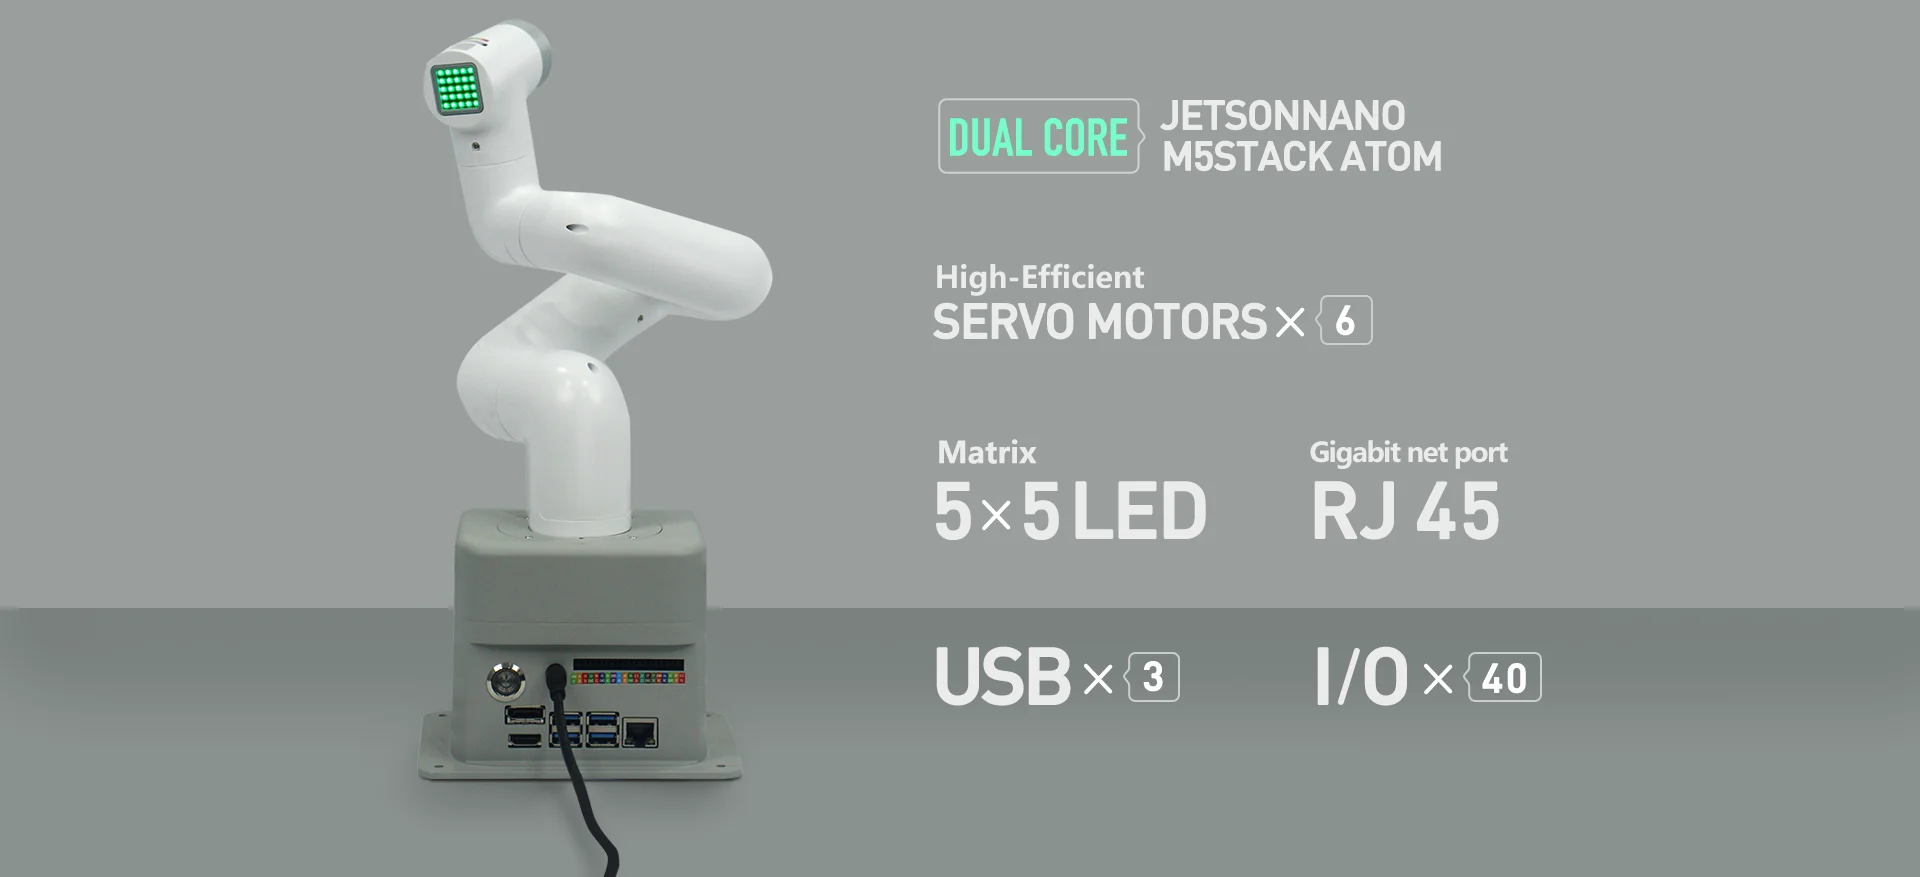 DUAL CORE
JETSONNANO
M5STACK ATOM
High-Efficient
SERVO MOTORS × 6
Matrix
5×5 LED
Gigabit net port
RJ 45
USB × 3
I/O × 40